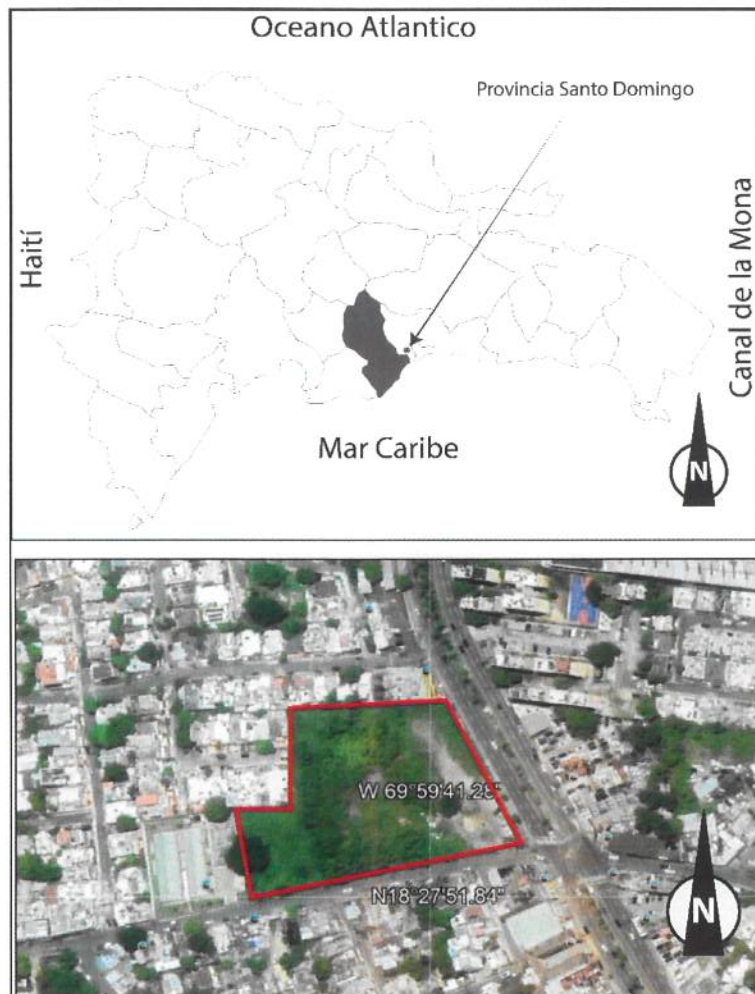 Oceano Atlantico
Provincia Santo Domingo
Haití
Canal de la Mona
Mar Caribe
N
W 69°59'41.28"
N18°27'51.84"
N